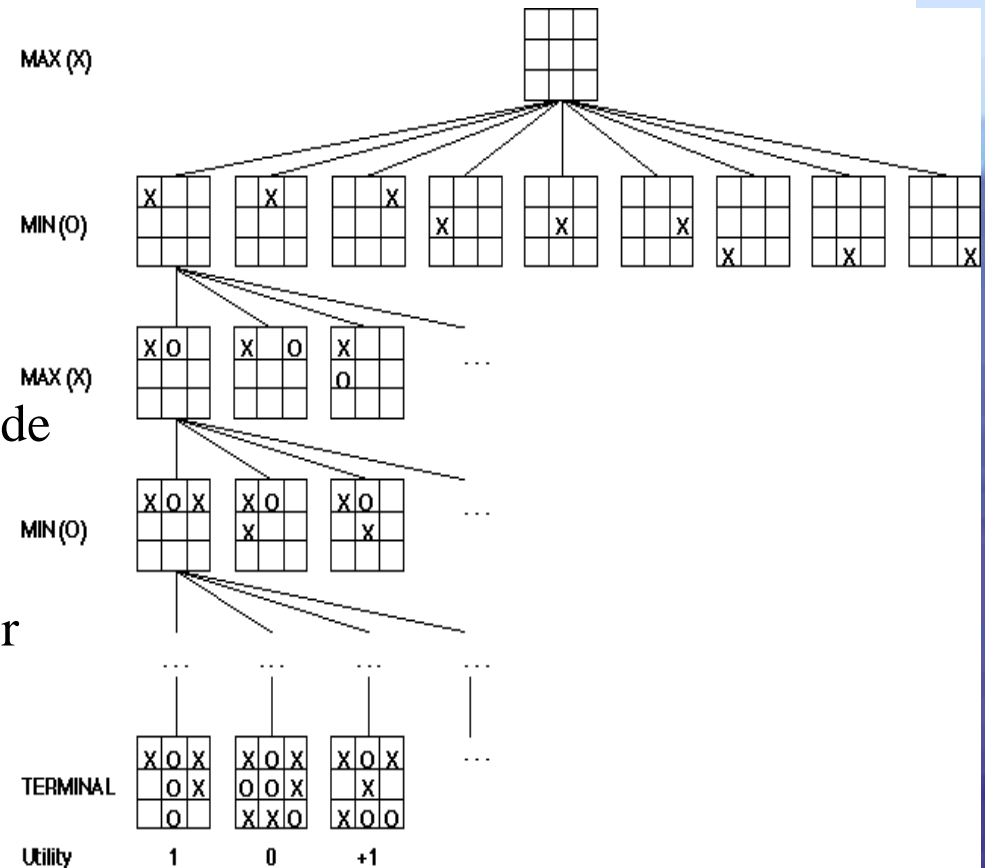 MAX (X)
X X X X X X X X X
MIN (O)
X O X O X
...
MAX (X) O
de
X O X X O X O
...
MIN (O) X X
r
... ... ... ...
X O X X O X X O X
...
TERMINAL O X O O X X
O X X O X O O
Utility 1 0 +1